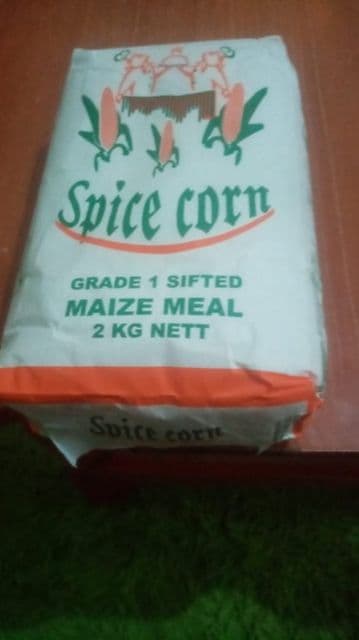 Spice corn
GRADE 1 SIFTED
MAIZE MEAL
2 KG NETT
Spice corn